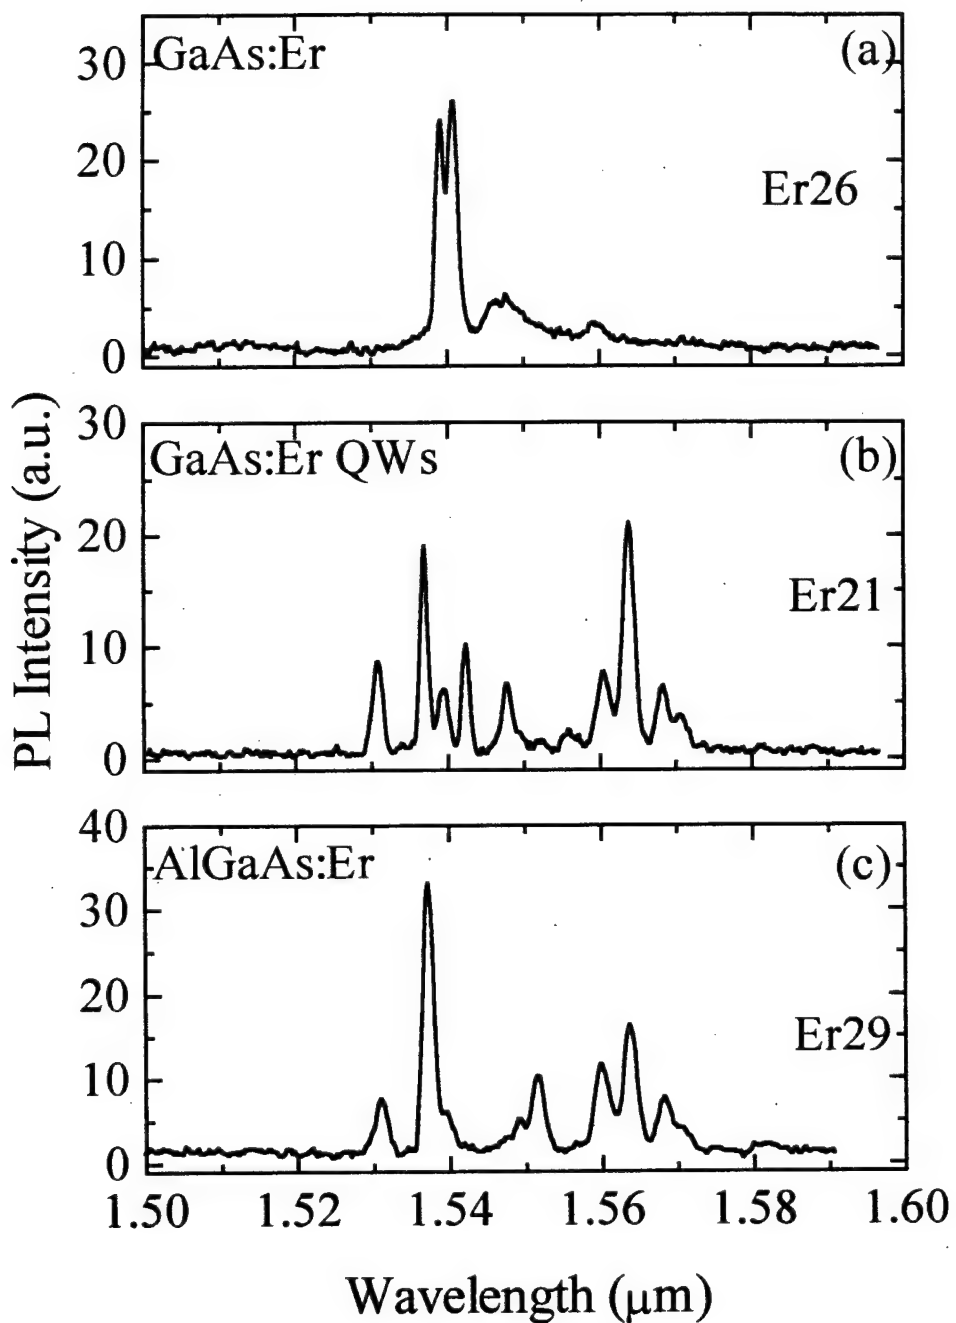 GaAs:Er
(a)
30
20
10
0
Er26
PL Intensity (a.u.)
GaAs:Er QWs
(b)
30
20
10
0
Er21
AlGaAs:Er
(c)
40
30
20
10
0
Er29
1.50 1.52 1.54 1.56 1.58 1.60
Wavelength (μm)